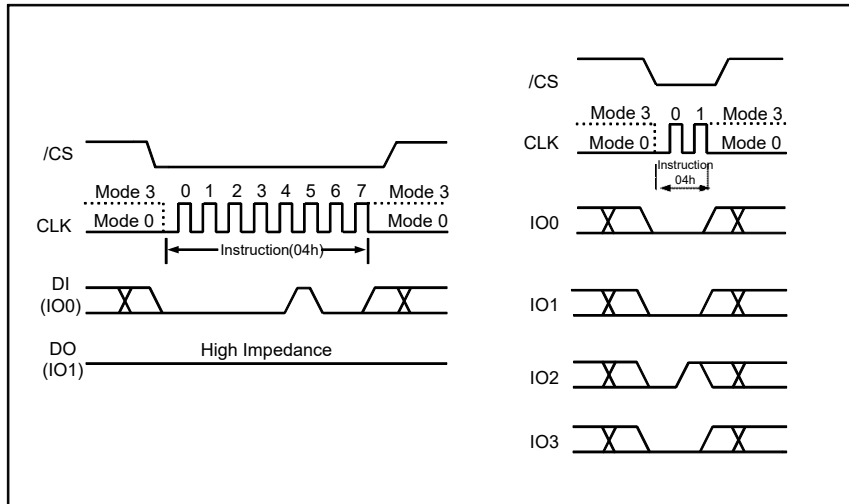 /CS
Mode 3 0 1 2 3 4 5 6 7 Mode 3
CLK Mode 0 Mode 0
Instruction(04h)
DI
(IO0)
DO
(IO1)
High Impedance
/CS
Mode 3 0 1 Mode 3
CLK Mode 0 Mode 0
Instruction
04h
IO0
IO1
IO2
IO3